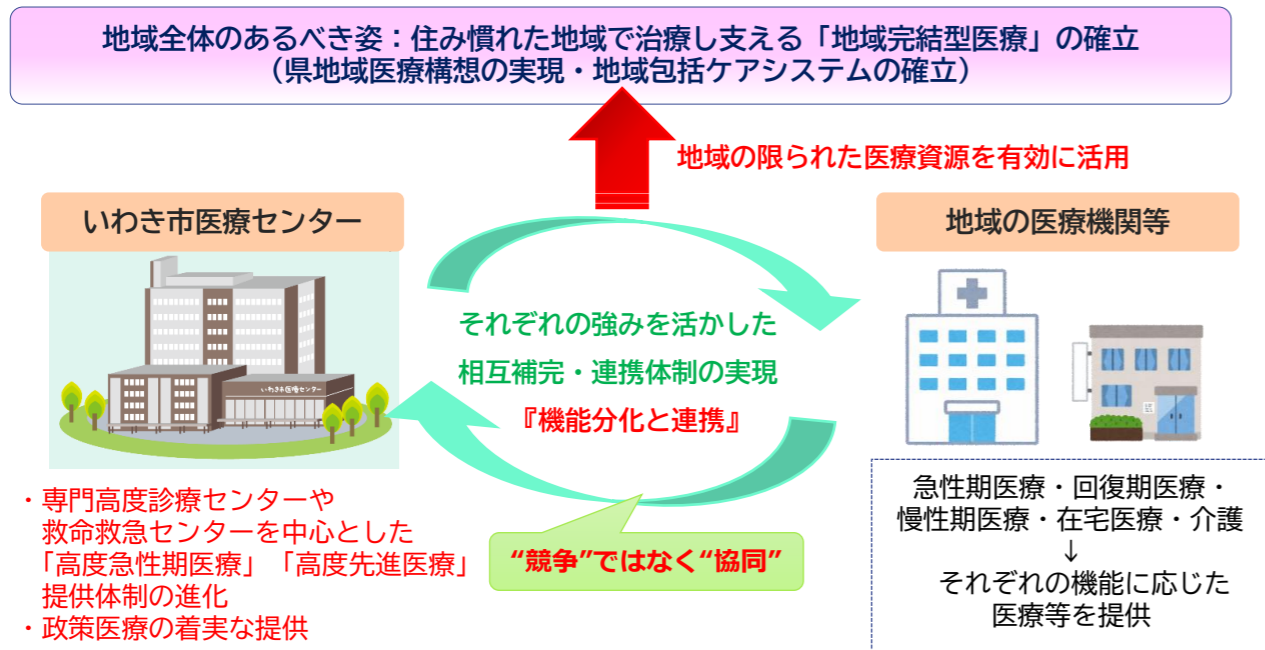 地域全体のあるべき姿：住み慣れた地域で治療し支える「地域完結型医療」の確立
（県地域医療構想の実現・地域包括ケアシステムの確立）
地域の限られた医療資源を有効に活用
いわき市医療センター
地域の医療機関等
それぞれの強みを活かした
相互補完・連携体制の実現
『機能分化と連携』
いわき市医療センター
“競争”ではなく“協同”
・専門高度診療センターや
救命救急センターを中心とした
「高度急性期医療」「高度先進医療」
提供体制の進化
・政策医療の着実な提供
急性期医療・回復期医療・
慢性期医療・在宅医療・介護
↓
それぞれの機能に応じた
医療等を提供